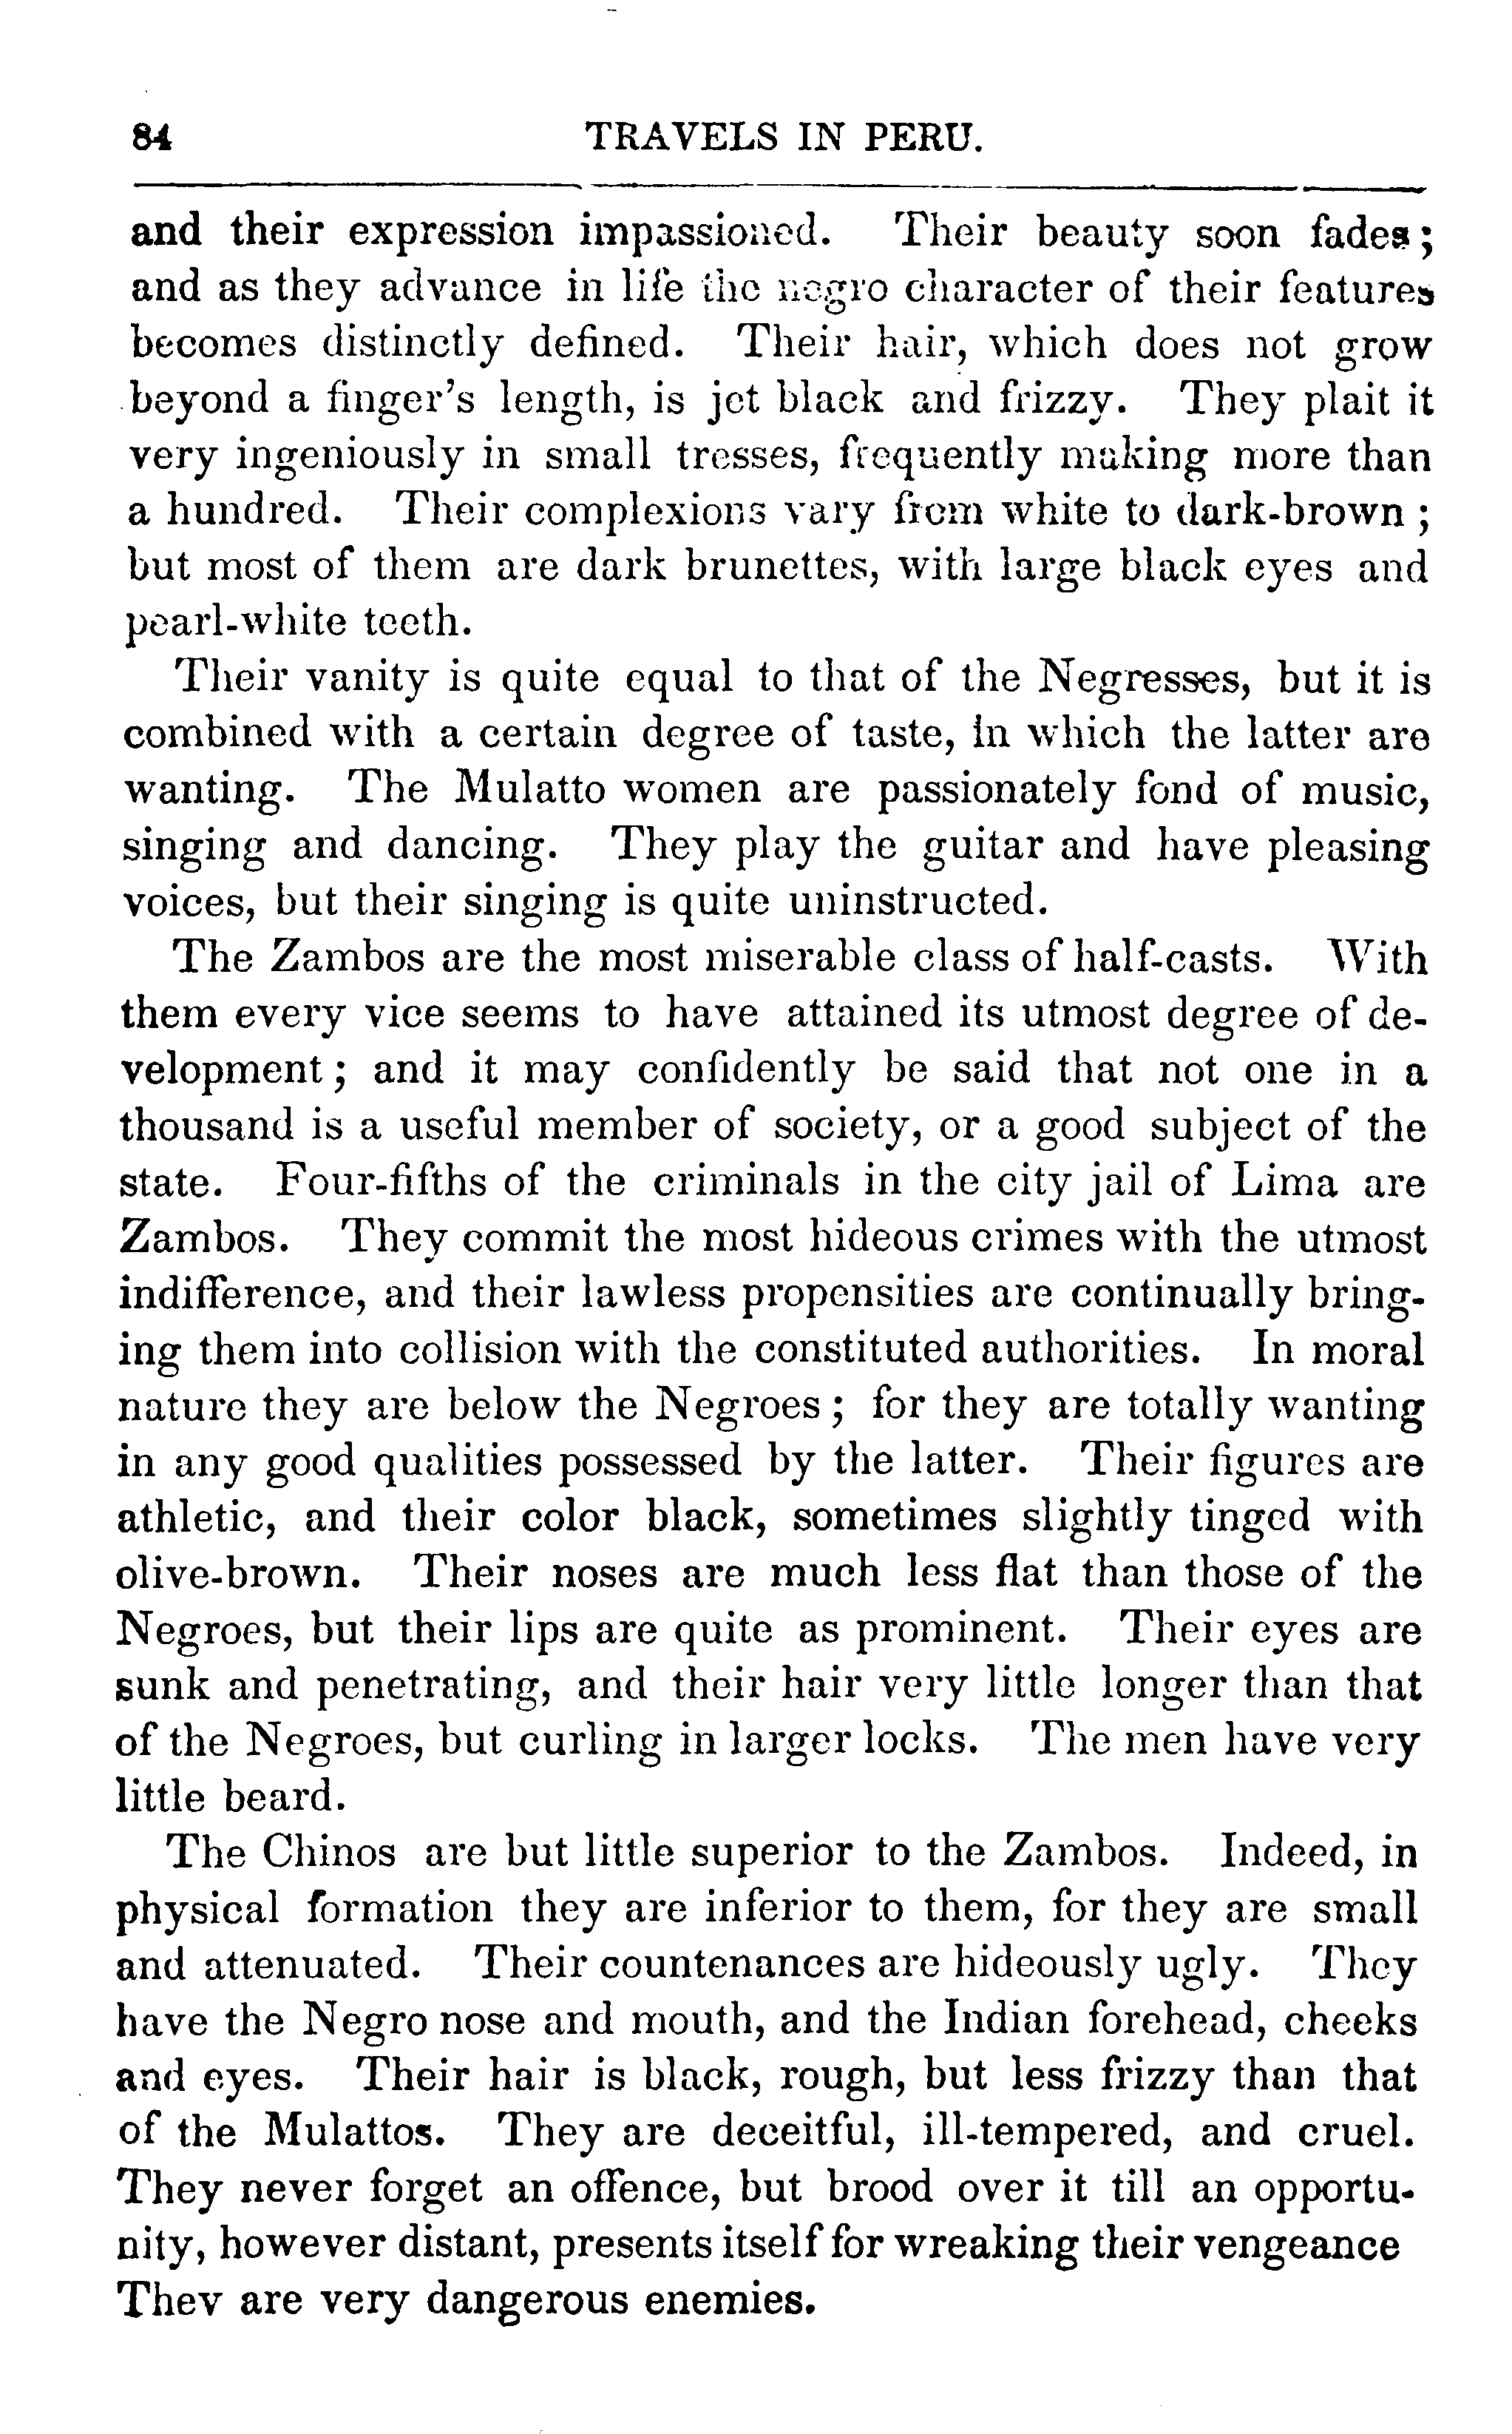 84 TRAVELS IN PERU.
and their expression impassioned. Their beauty soon fades;
and as they advance in life the negro character of their features
becomes distinctly defined. Their hair, which does not grow
beyond a finger's length, is jet black and frizzy. They plait it
very ingeniously in small tresses, frequently making more than
a hundred. Their complexions vary from white to dark-brown;
but most of them are dark brunettes, with large black eyes and
pearl-white teeth.
Their vanity is quite equal to that of the Negresses, but it is
combined with a certain degree of taste, in which the latter are
wanting. The Mulatto women are passionately fond of music,
singing and dancing. They play the guitar and have pleasing
voices, but their singing is quite uninstructed.
The Zambos are the most miserable class of half-casts. With
them every vice seems to have attained its utmost degree of de-
velopment; and it may confidently be said that not one in a
thousand is a useful member of society, or a good subject of the
state. Four-fifths of the criminals in the city jail of Lima are
Zambos. They commit the most hideous crimes with the utmost
indifference, and their lawless propensities are continually bring-
ing them into collision with the constituted authorities. In moral
nature they are below the Negroes; for they are totally wanting
in any good qualities possessed by the latter. Their figures are
athletic, and their color black, sometimes slightly tinged with
olive-brown. Their noses are much less flat than those of the
Negroes, but their lips are quite as prominent. Their eyes are
sunk and penetrating, and their hair very little longer than that
of the Negroes, but curling in larger locks. The men have very
little beard.
The Chinos are but little superior to the Zambos. Indeed, in
physical formation they are inferior to them, for they are small
and attenuated. Their countenances are hideously ugly. They
have the Negro nose and mouth, and the Indian forehead, cheeks
and eyes. Their hair is black, rough, but less frizzy than that
of the Mulattos. They are deceitful, ill-tempered, and cruel.
They never forget an offence, but brood over it till an opportu-
nity, however distant, presents itself for wreaking their vengeance
They are very dangerous enemies.